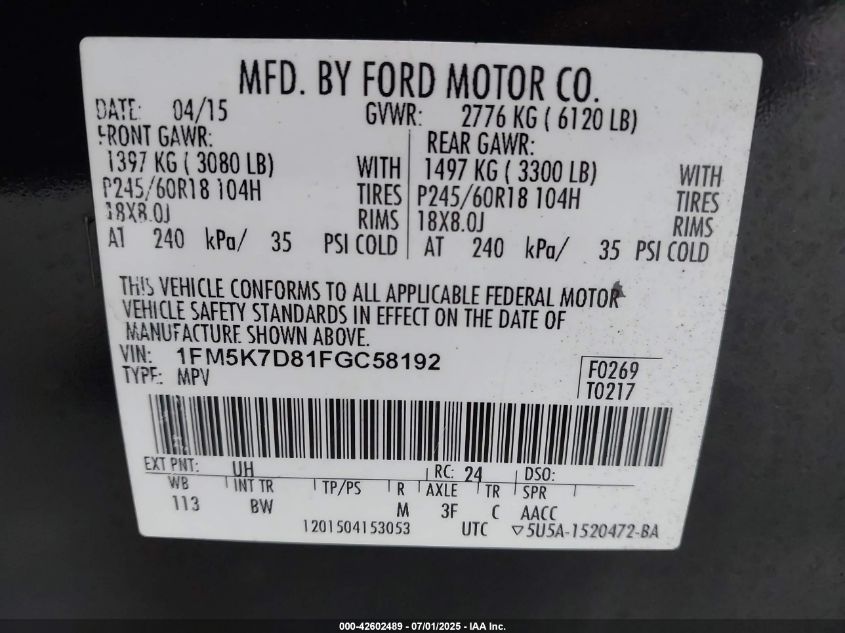 MFD. BY FORD MOTOR CO.
DATE: 04/15 GVWR: 2776 KG ( 6120 LB)
FRONT GAWR: REAR GAWR:
1397 KG ( 3080 LB) WITH 1497 KG ( 3300 LB) WITH
P245/60R18 104H TIRES P245/60R18 104H TIRES
18X8.0J RIMS 18X8.0J RIMS
AT 240 kPa/ 35 PSI COLD AT 240 kPa/ 35 PSI COLD
THIS VEHICLE CONFORMS TO ALL APPLICABLE FEDERAL MOTOR
VEHICLE SAFETY STANDARDS IN EFFECT ON THE DATE OF
MANUFACTURE SHOWN ABOVE.
VIN: 1FM5K7D81FGC58192
TYPE: MPV
F0269
T0217
EXT PNT: UH RC: 24 DSO:
WB INT TR TP/PS R AXLE TR SPR
113 BW M 3F C AACC
1201504153053 UTC ▽5U5A-1520472-BA
000-42602489 - 07/01/2025 - IAA Inc.